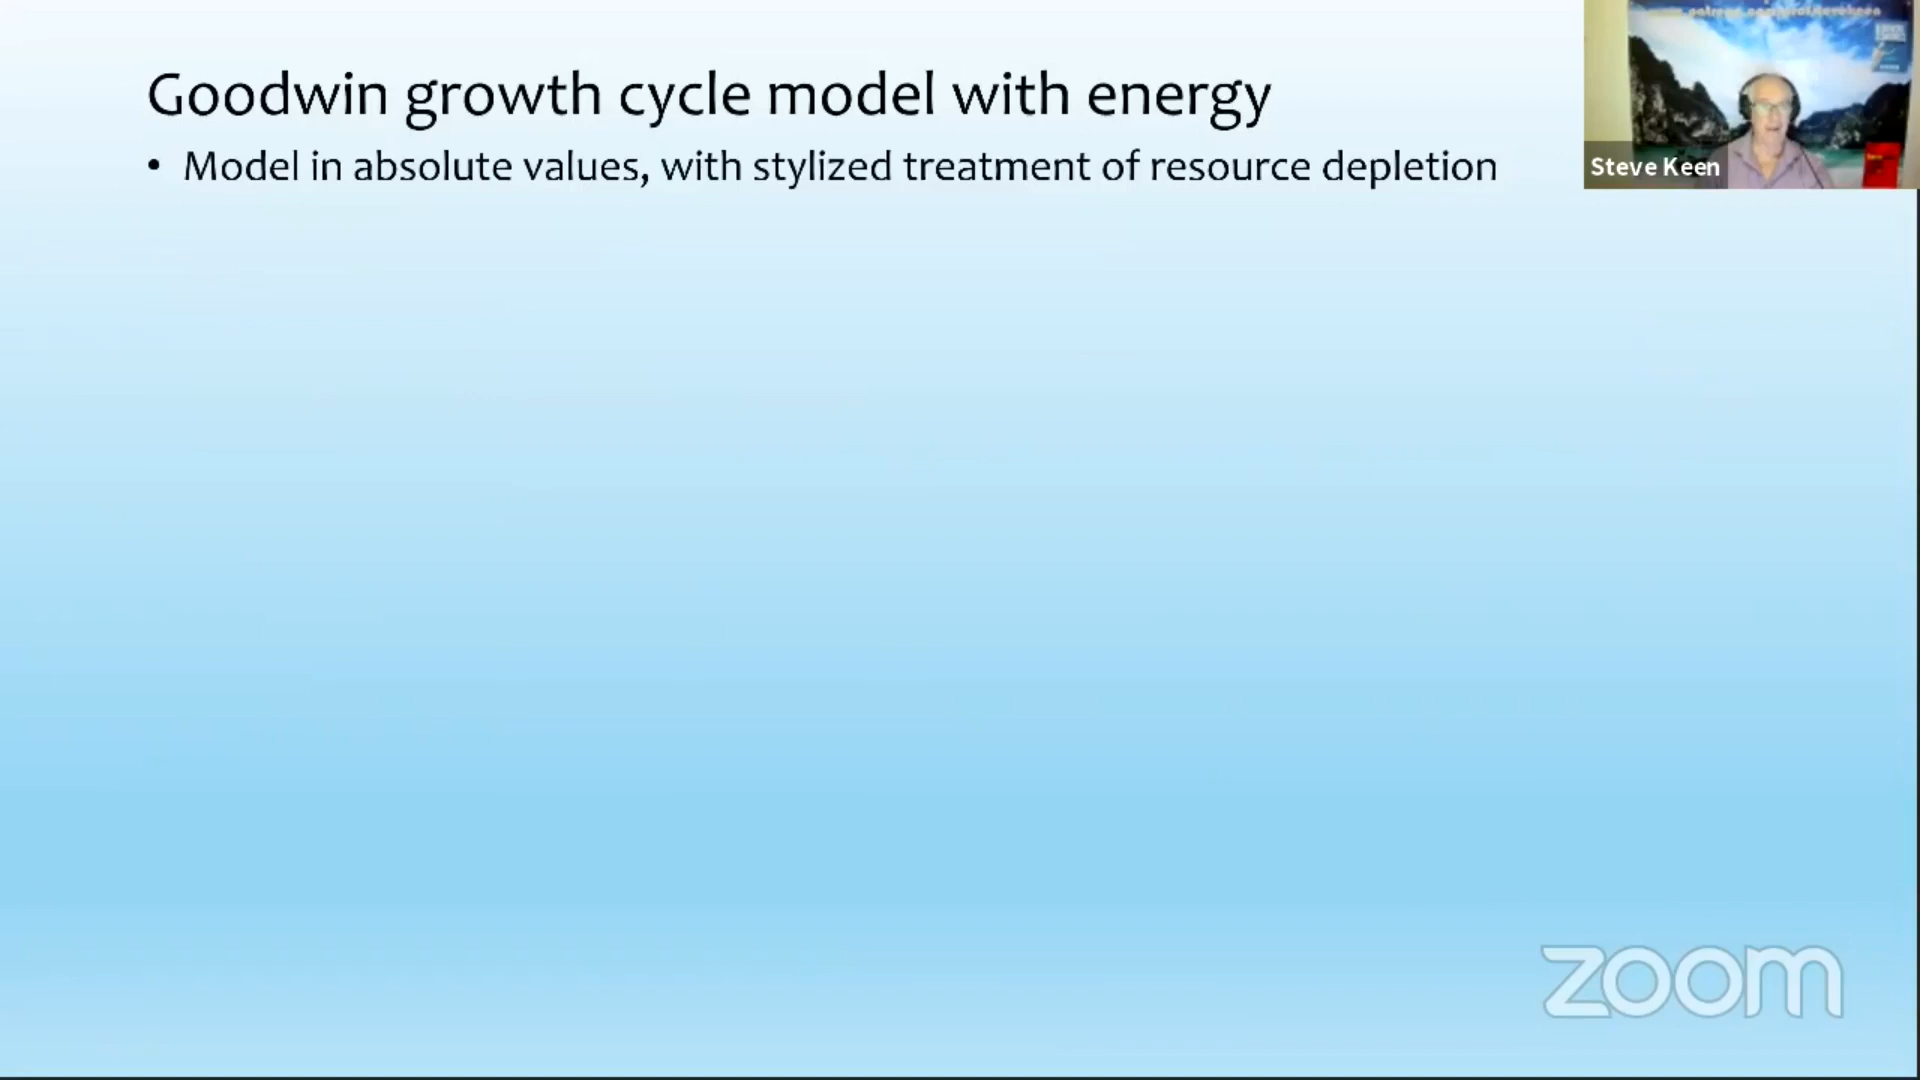 Goodwin growth cycle model with energy
• Model in absolute values, with stylized treatment of resource depletion
Steve Keen
zoom